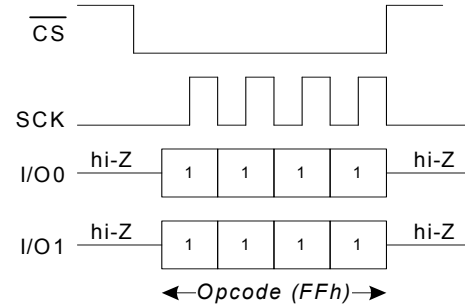 CS
SCK
hi-Z 1 1 1 1 hi-Z
I/O0
hi-Z 1 1 1 1 hi-Z
I/O1
Opcode (FFh)